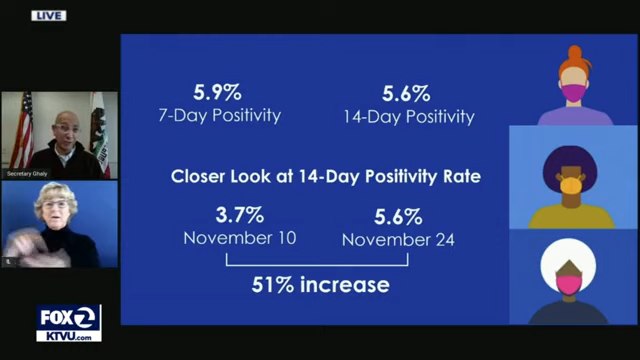 LIVE
5.9%
7-Day Positivity
5.6%
14-Day Positivity
Secretary Ghaly
Closer Look at 14-Day Positivity Rate
3.7%
November 10
5.6%
November 24
51% increase
FOX 2
KTVU.com